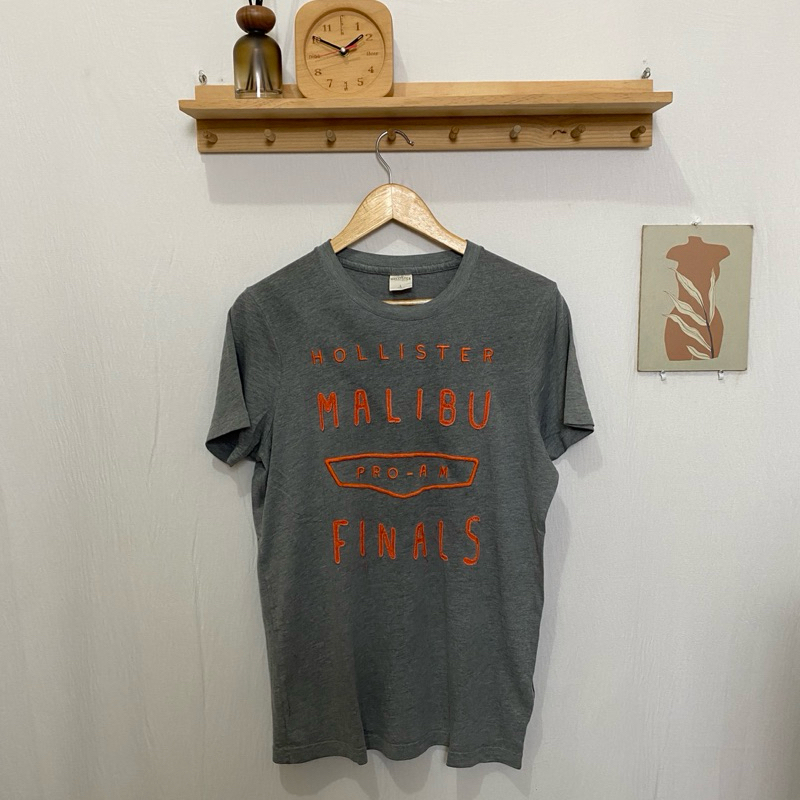 HOLLISTER
MALIBU
PRO-AM
FINALS